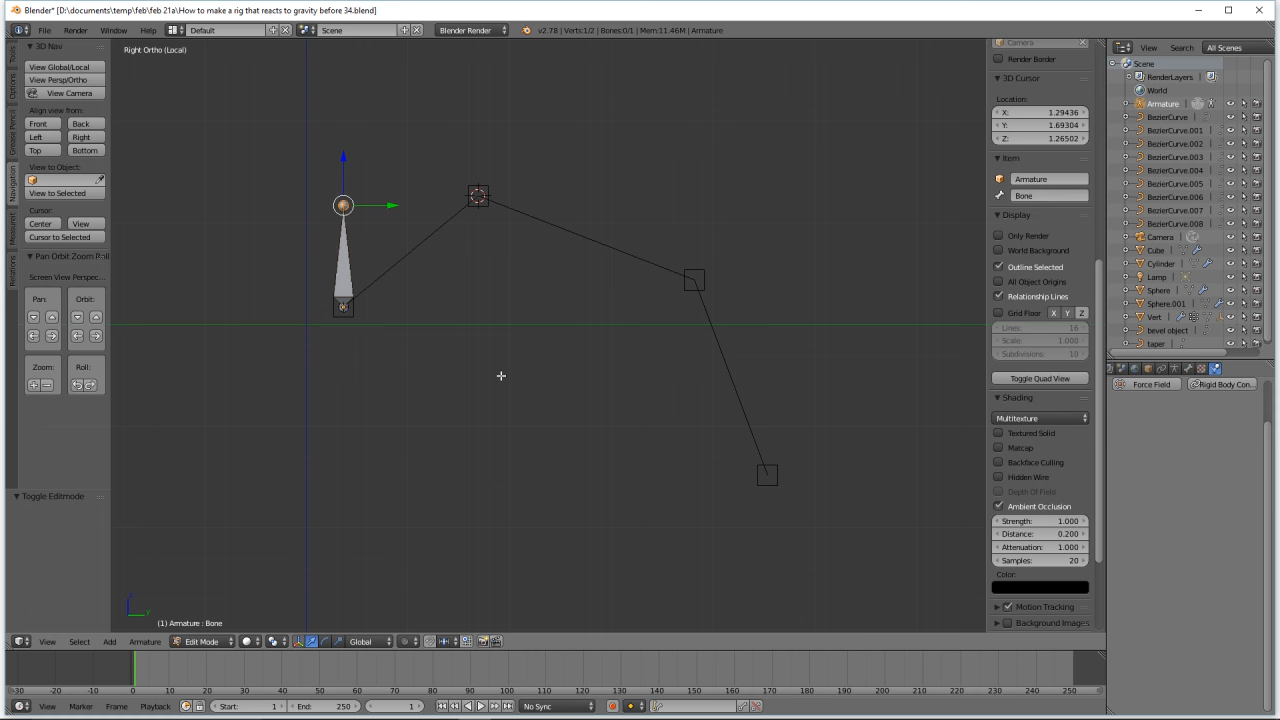 Blender* [D:\documents\temp\feb\feb 21a\How to make a rig that reacts to gravity before 34.blend]
File Render Window Help Default Scene Blender Render v2.78 | Verts:1/2 | Bones:0/1 | Mem:11.46M | Armature
3D Nav
View Global/Local
View Persp/Ortho
View Camera
Align view from:
Front Back
Left Right
Top Bottom
View to Object:
View to Selected
Cursor:
Center View
Cursor to Selected
Pan Orbit Zoom Roll
Screen View Perspec...
Pan: Orbit:
Zoom: Roll:
Toggle Editmode
Tools
Options
Grease Pencil
Navigation
Measureit
Relations
Right Ortho (Local)
z
Y
(1) Armature : Bone
Camera
Render Border
3D Cursor
Location:
X: 1.29436
Y: 1.69304
Z: 1.26502
Item
Armature
Bone
Display
Only Render
World Background
Outline Selected
All Object Origins
Relationship Lines
Grid Floor X Y Z
Lines: 16
Scale: 1.000
Subdivisions: 10
Toggle Quad View
Shading
Multitexture
Textured Solid
Matcap
Backface Culling
Hidden Wire
Depth Of Field
Ambient Occlusion
Strength: 1.000
Distance: 0.200
Attenuation: 1.000
Samples: 20
Color:
Motion Tracking
Background Images
View Search All Scenes
Scene
RenderLayers
World
Armature
BezierCurve
BezierCurve.001
BezierCurve.002
BezierCurve.003
BezierCurve.004
BezierCurve.005
BezierCurve.006
BezierCurve.007
BezierCurve.008
Camera
Cube
Cylinder
Lamp
Sphere
Sphere.001
Vert
bevel object
taper
Force Field Rigid Body Con...
View Select Add Armature Edit Mode Global
-30 -20 -10 0 10 20 30 40 50 60 70 80 90 100 110 120 130 140 150 160 170 180 190 200 210 220 230 240 250
View Marker Frame Playback Start: 1 End: 250 1 No Sync